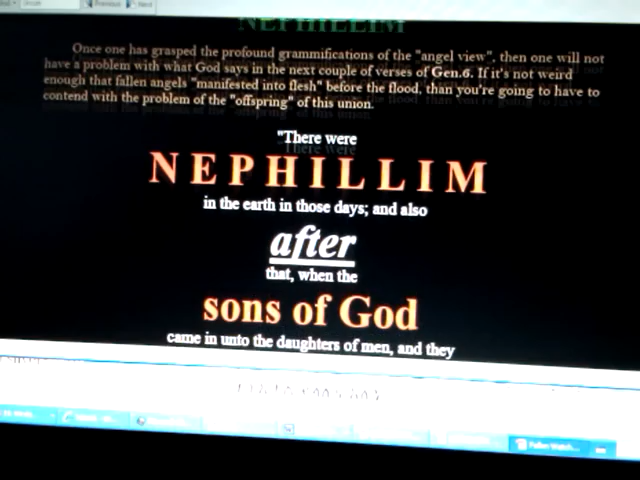 Previous Next
NEPHILLIM
Once one has grasped the profound grammifications of the "angel view", then one will not
have a problem with what God says in the next couple of verses of Gen.6. If it's not weird
enough that fallen angels "manifested into flesh" before the flood, than you're going to have to
contend with the problem of the "offspring" of this union.
"There were
NEPHILLIM
in the earth in those days; and also
after
that, when the
sons of God
came in unto the daughters of men, and they
Fallen Watch...